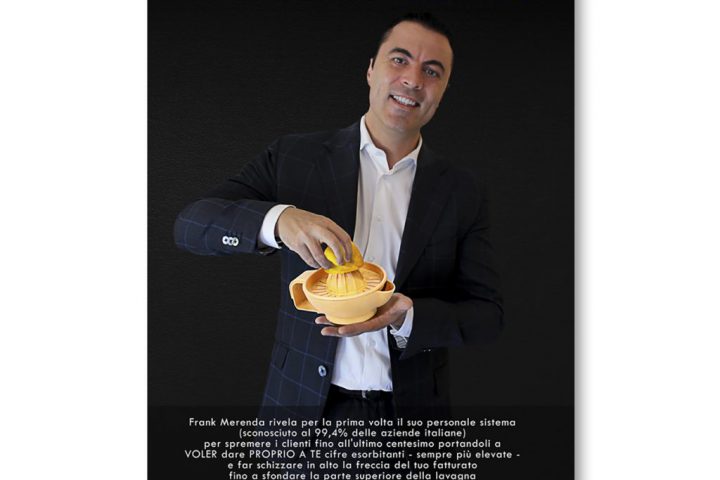 Frank Merenda rivela per la prima volta il suo personale sistema
(sconosciuto al 99,4% delle aziende italiane)
per spremere i clienti fino all'ultimo centesimo portandoli a
VOLER dare PROPRIO A TE cifre esorbitanti - sempre più elevate -
e far schizzare in alto la freccia del tuo fatturato
fino a sfondare la parte superiore della lavagna